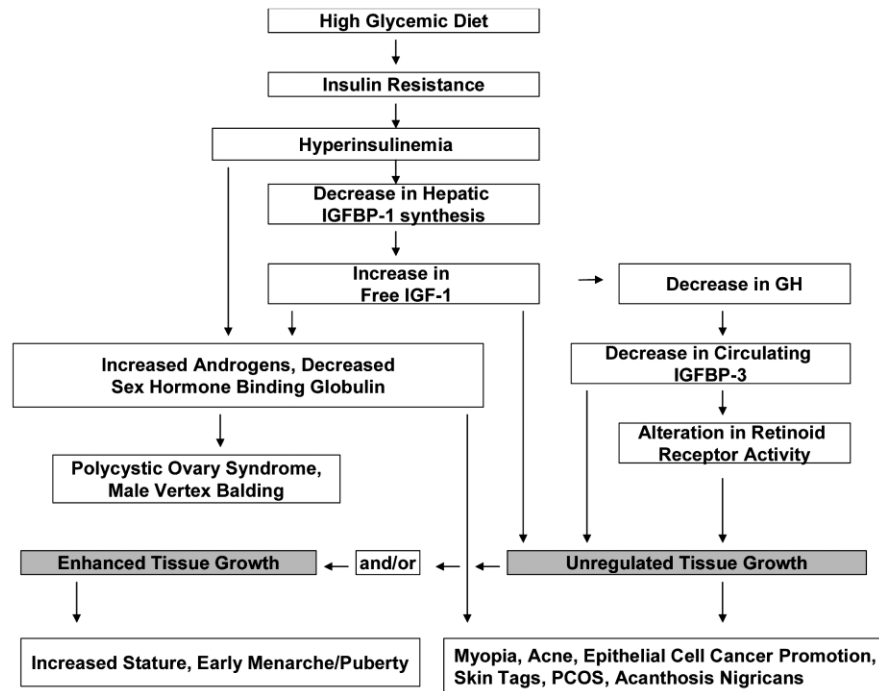 High Glycemic Diet
Insulin Resistance
Hyperinsulinemia
Decrease in Hepatic
IGFBP-1 synthesis
Increase in
Free IGF-1
Decrease in GH
Increased Androgens, Decreased
Sex Hormone Binding Globulin
Decrease in Circulating
IGFBP-3
Alteration in Retinoid
Receptor Activity
Polycystic Ovary Syndrome,
Male Vertex Balding
Enhanced Tissue Growth
and/or
Unregulated Tissue Growth
Increased Stature, Early Menarche/Puberty
Myopia, Acne, Epithelial Cell Cancer Promotion,
Skin Tags, PCOS, Acanthosis Nigricans